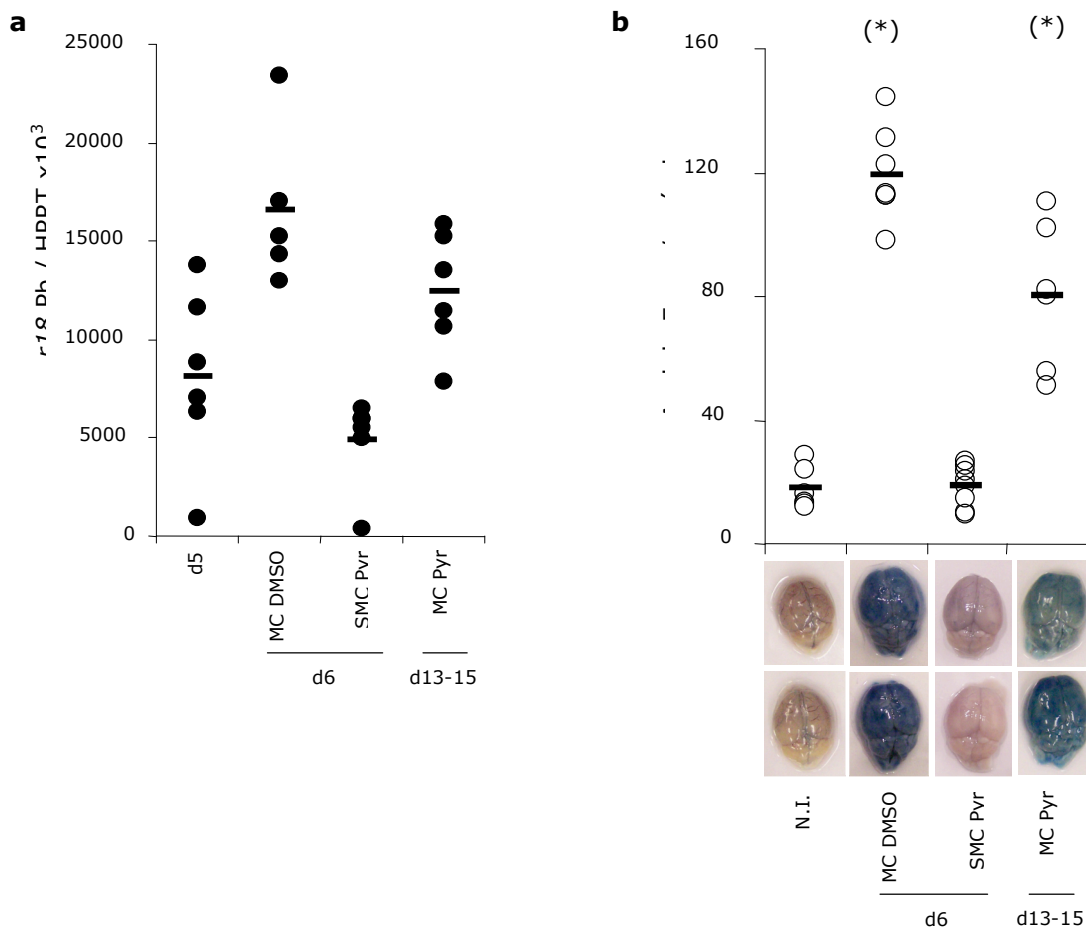 a
25000
20000
15000
10000
5000
0
d5
MC DMSO
SMC Pyr
MC Pyr
d6
d13-15
b
(*)
(*)
160
120
80
40
0
N.I.
MC DMSO
SMC Pyr
MC Pyr
d6
d13-15